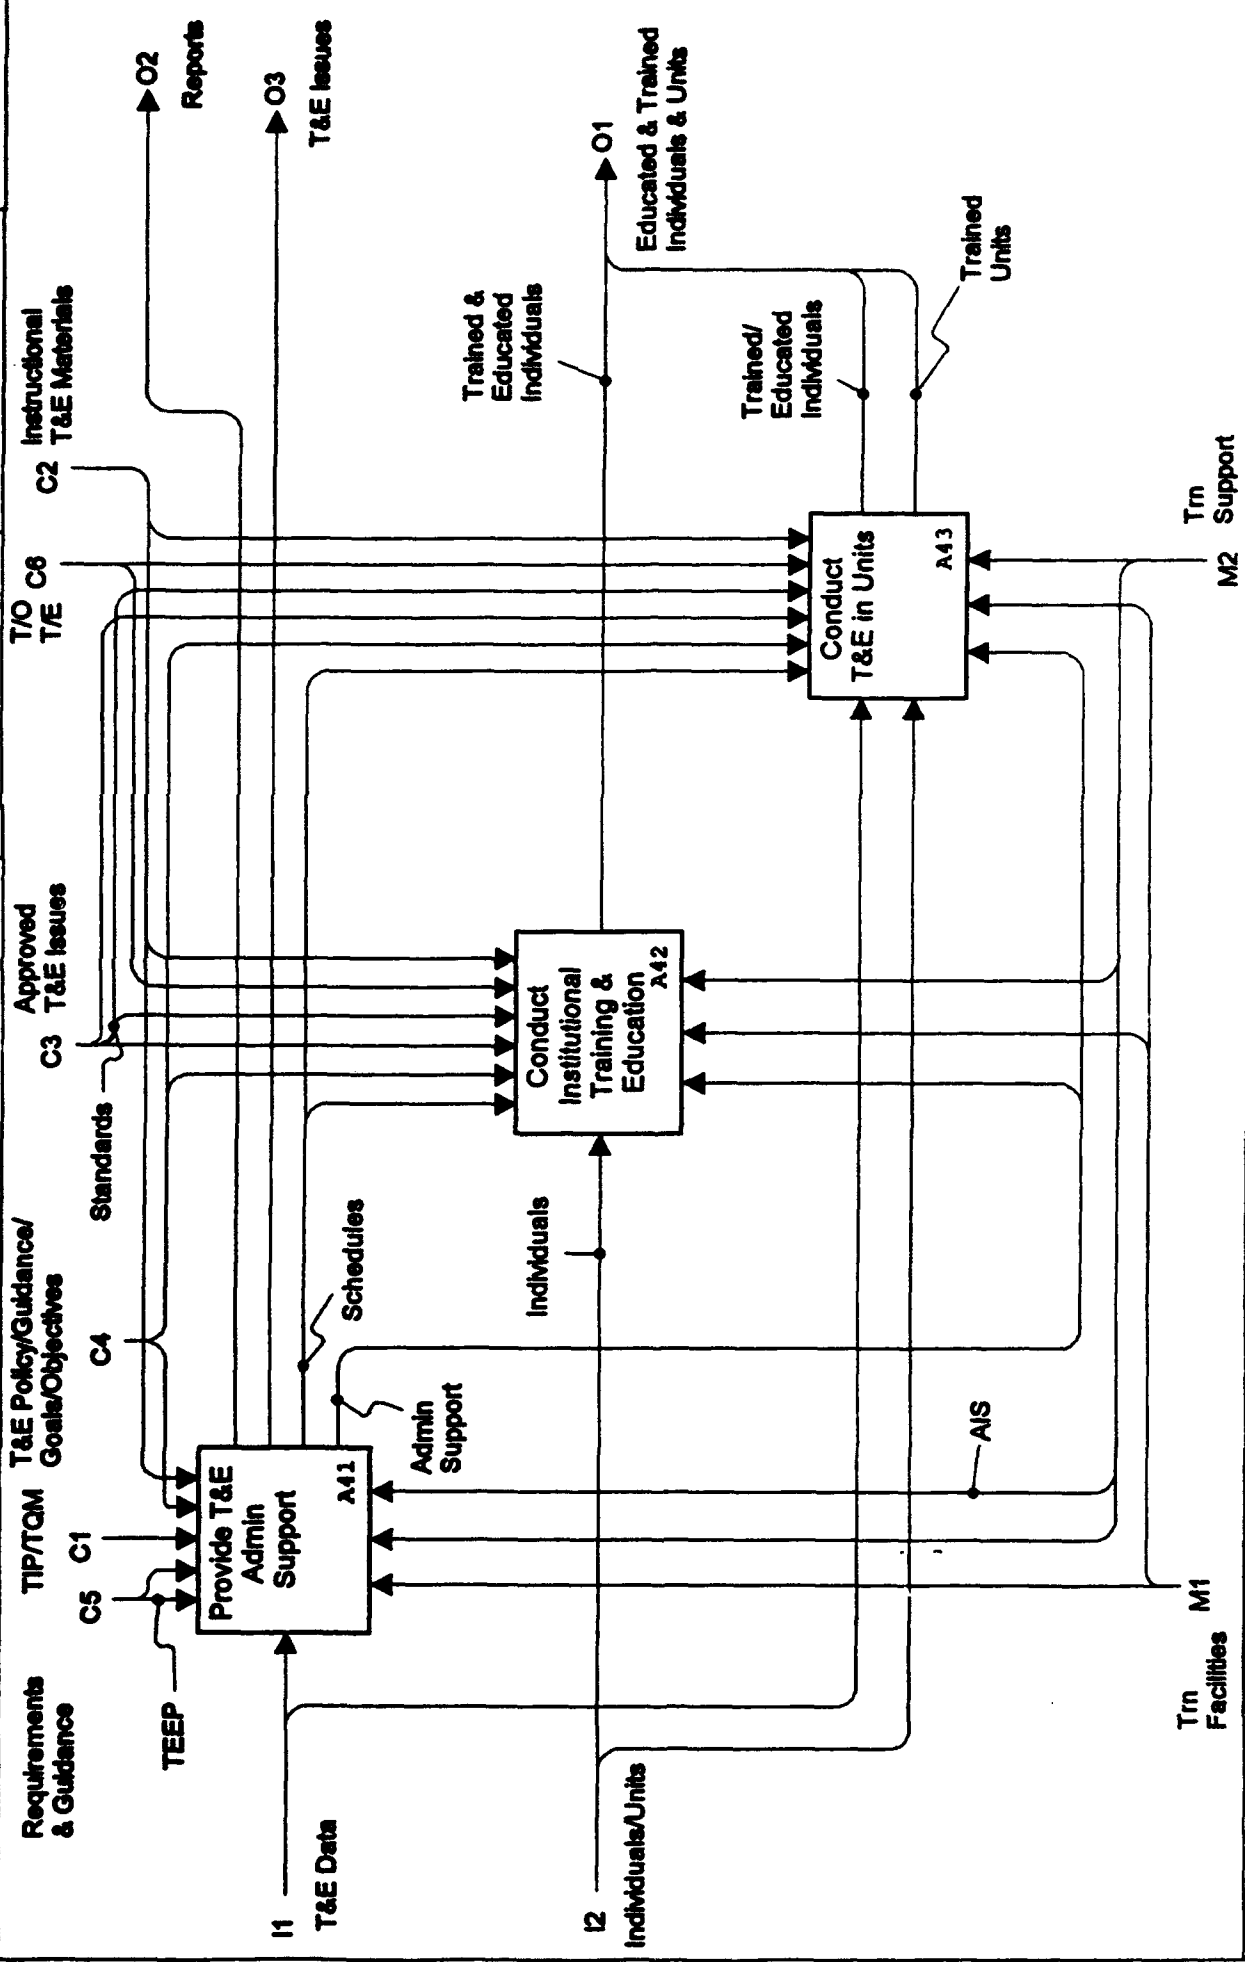 Requirements
& Guidance
C5
TEEP
TIP/TQM
C1
T&E Policy/Guidance/
Goals/Objectives
C4
Standards
Approved
T&E Issues
C3
T/O
T/E
C6
Instructional
T&E Materials
C2
O2
Reports
O3
T&E Issues
I1
T&E Data
Provide T&E
Admin
Support
A41
Schedules
Admin
Support
I2
Individuals/Units
Individuals
Conduct
Institutional
Training &
Education
A42
Trained &
Educated
Individuals
O1
Educated & Trained
Individuals & Units
Conduct
T&E in Units
A43
Trained/
Educated
Individuals
Trained
Units
AIS
Trn
Facilities
M1
Trn
Support
M2